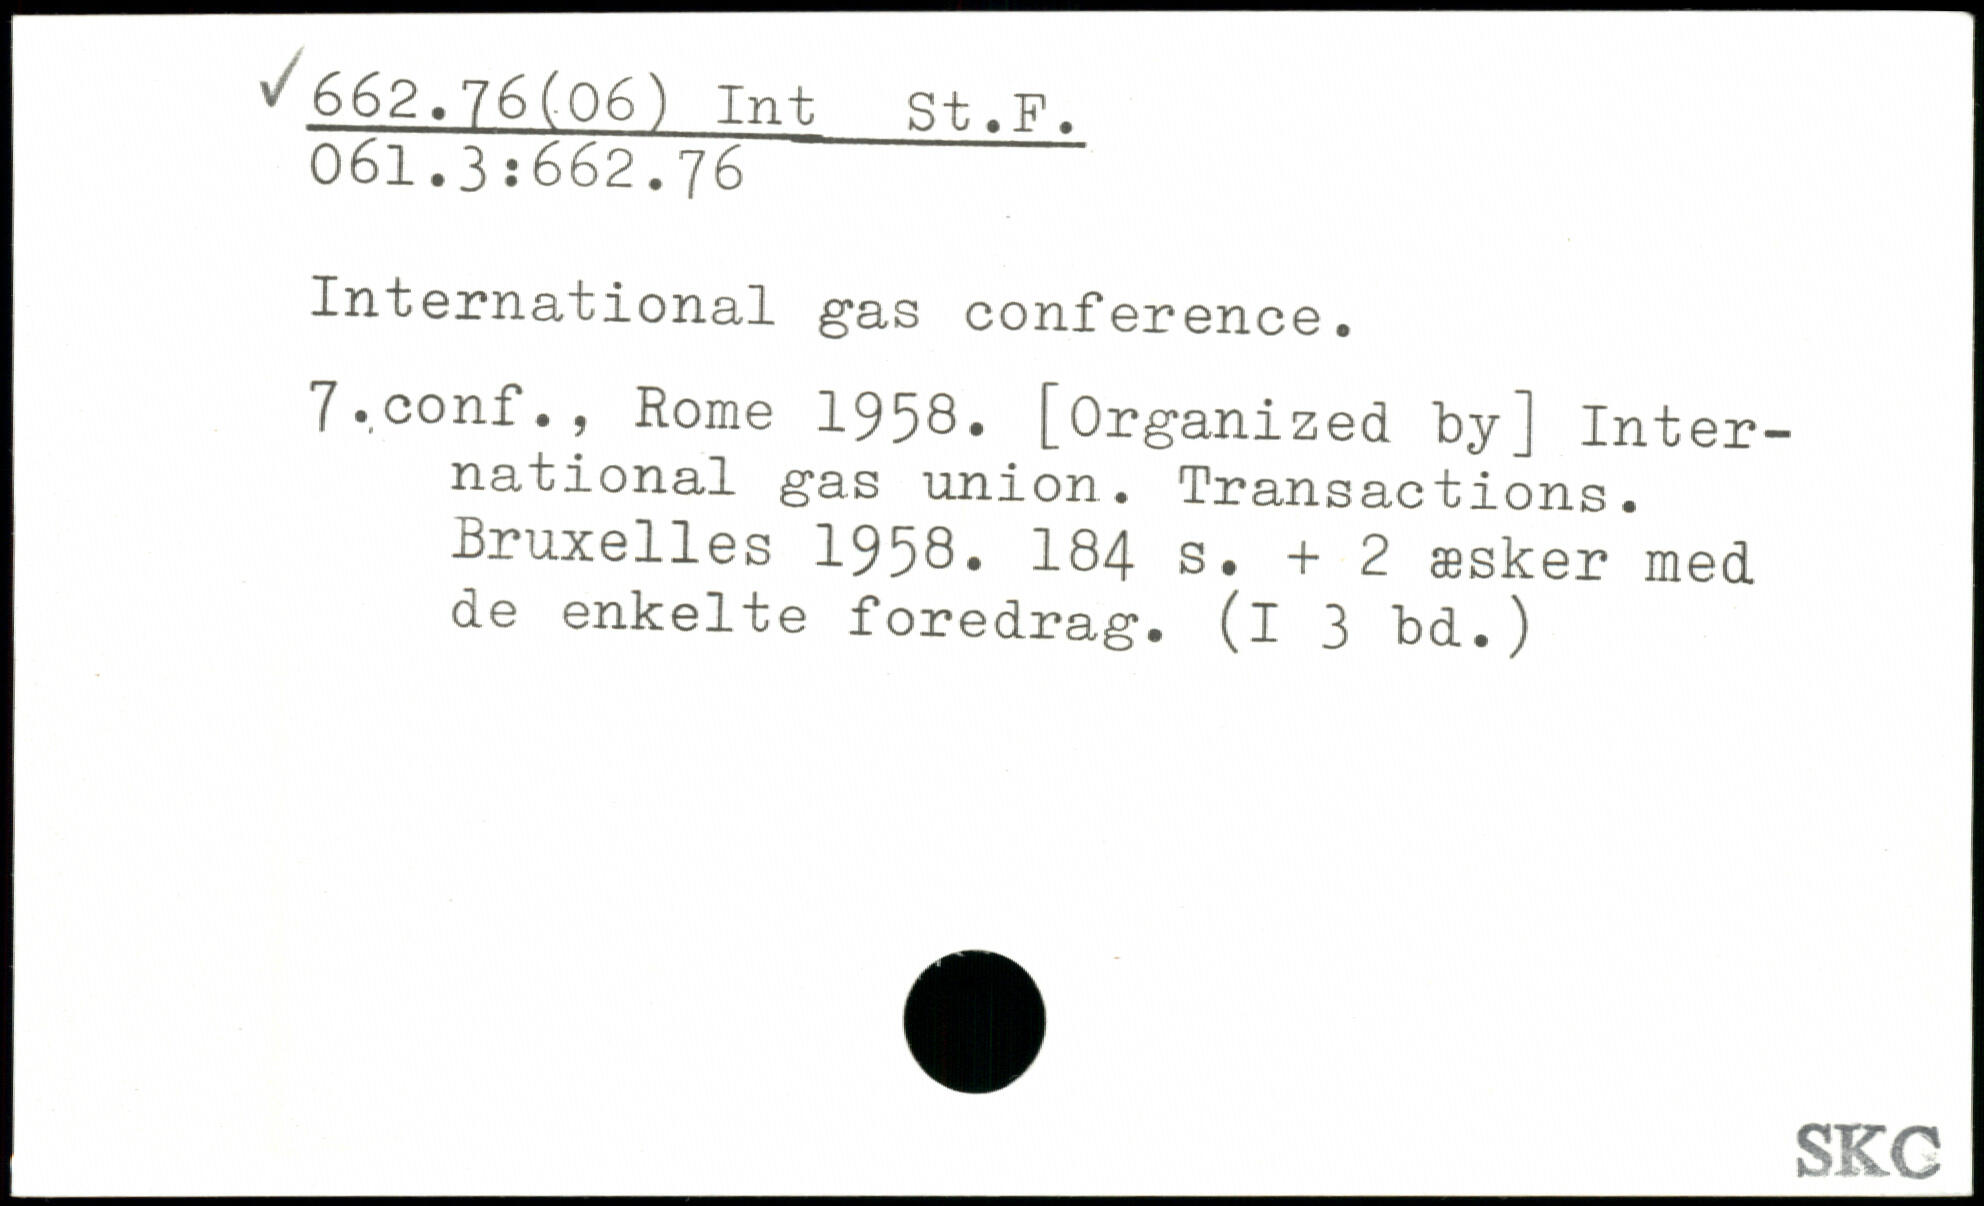 ✓ 662.76(06) Int St.F.
061.3:662.76
International gas conference.
7.conf., Rome 1958. [Organized by] Inter-
national gas union. Transactions.
Bruxelles 1958. 184 s. + 2 æsker med
de enkelte foredrag. (I 3 bd.)
SKC